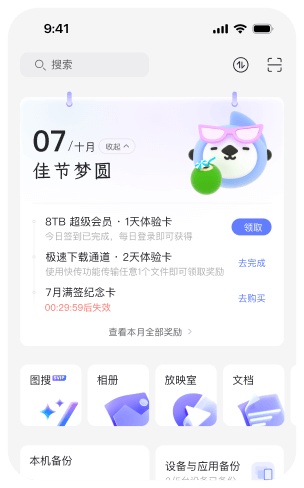 9:41
搜索
07/十月 收起
佳节梦圆
8TB 超级会员 · 1天体验卡
今日签到已完成，每日登录即可获得
领取
极速下载通道 · 2天体验卡
使用快传功能传输任意1个文件即可领取奖励
去完成
7月满签纪念卡
00:29:59后失效
去购买
查看本月全部奖励
图搜 SVIP
相册
放映室
文档
本机备份
设备与应用备份